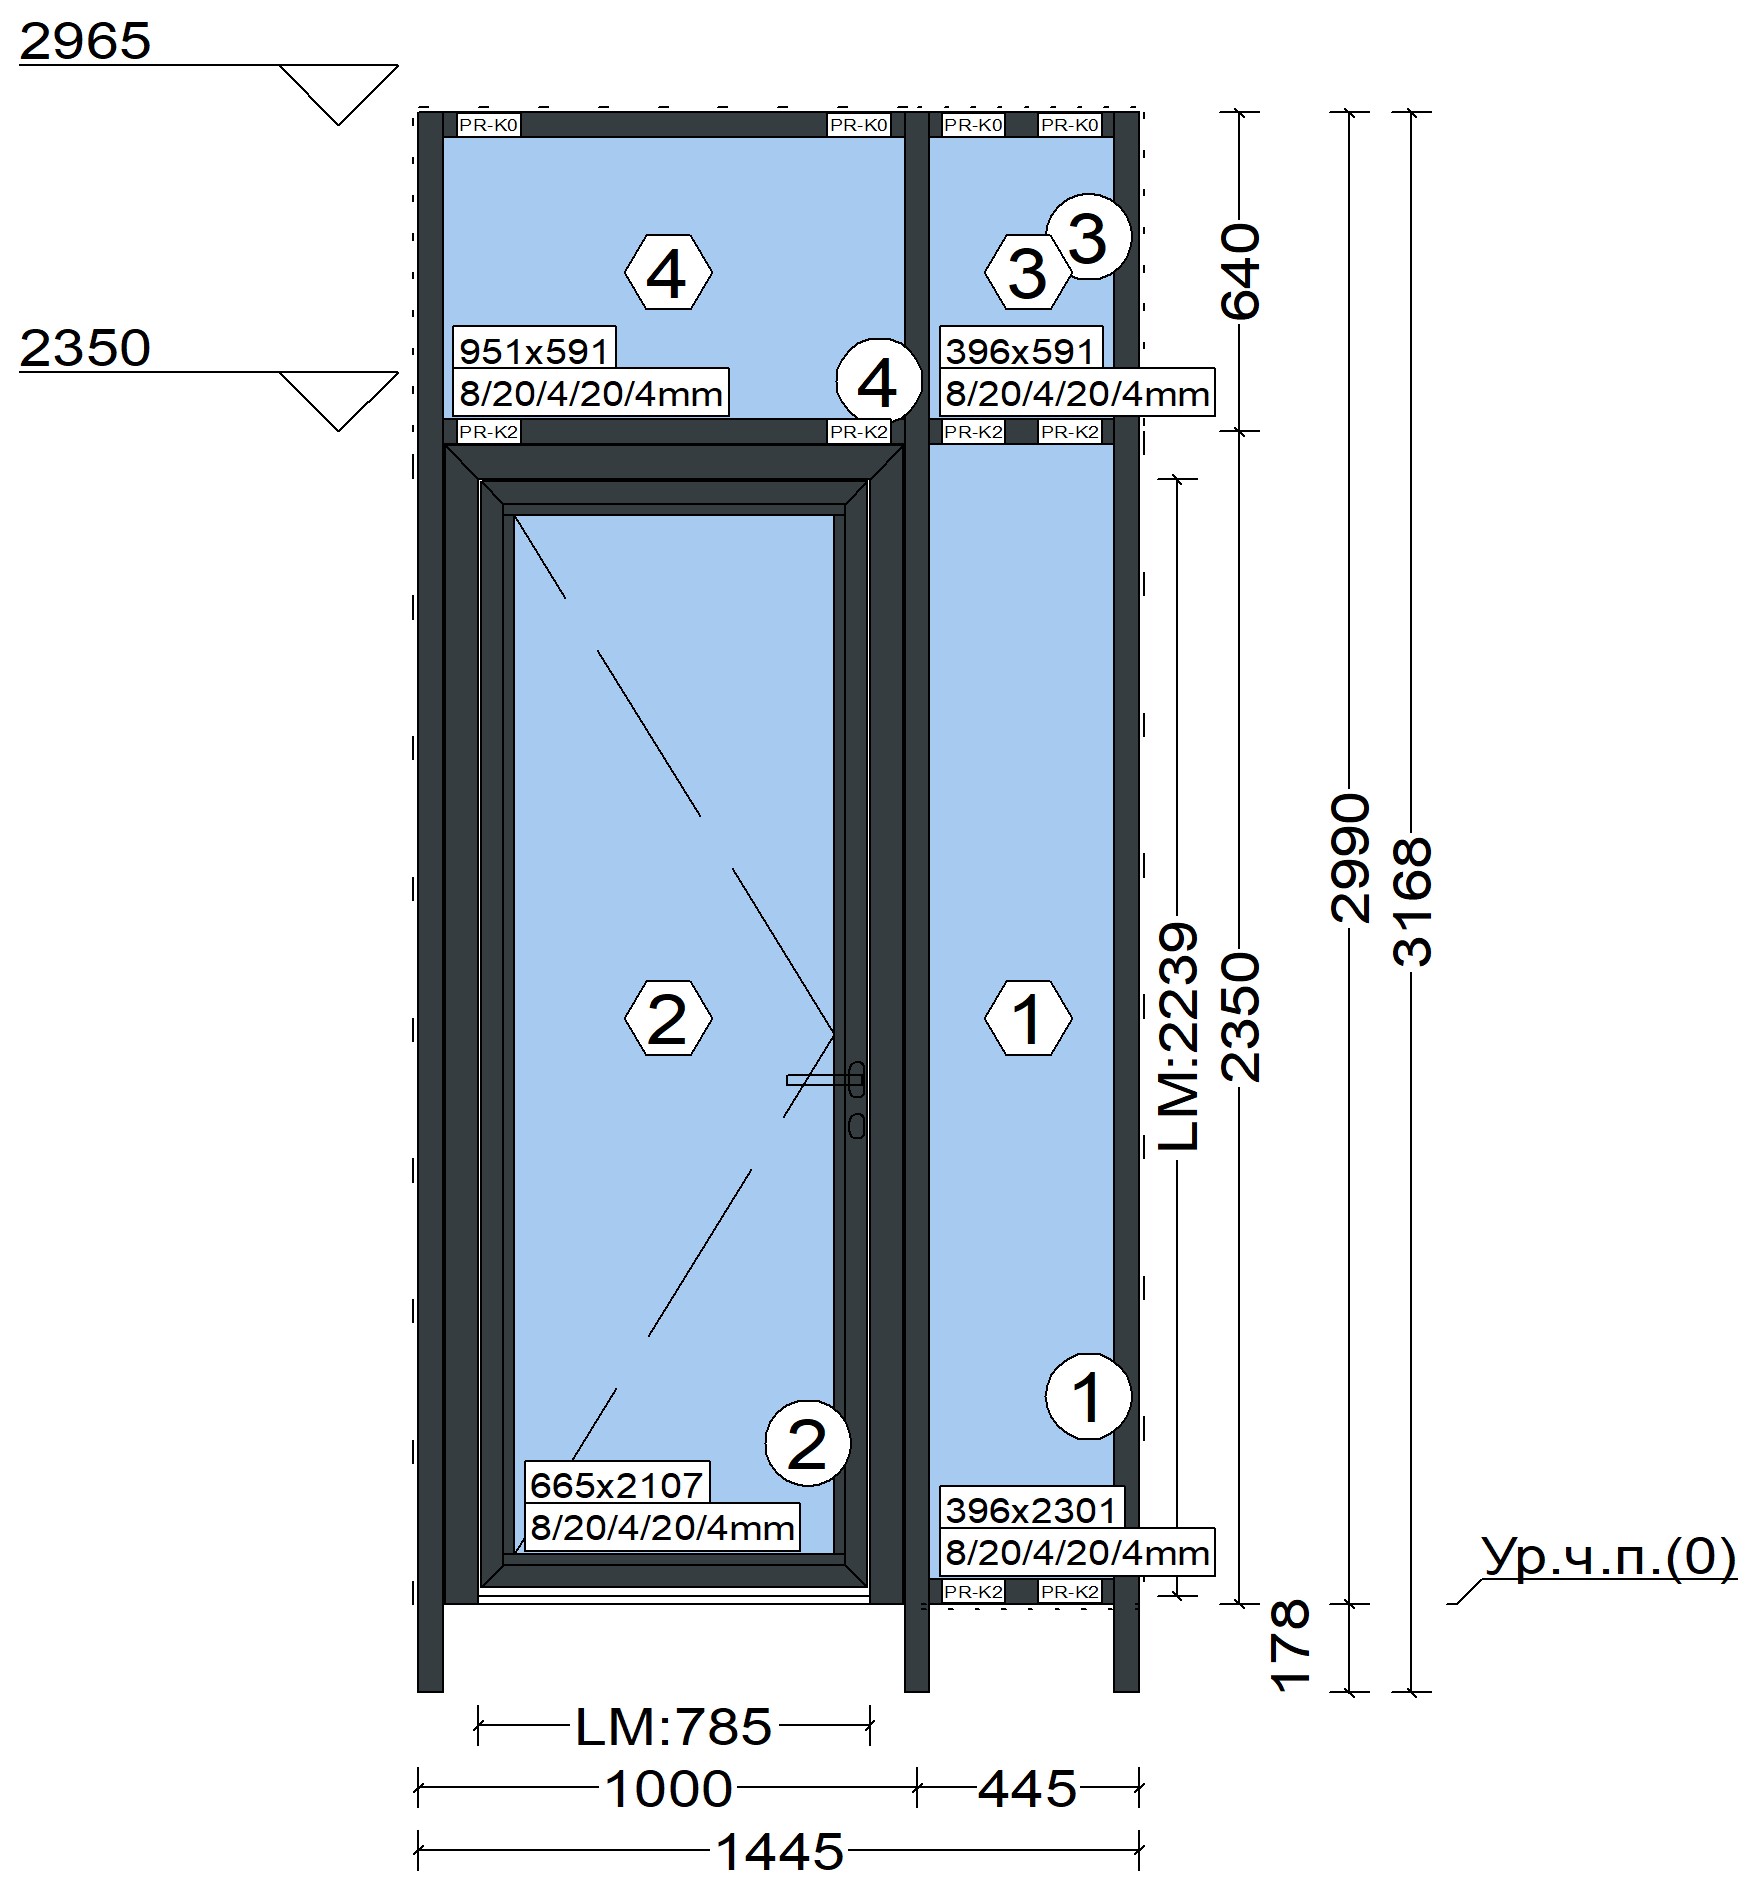 2965
PR-K0
PR-K0
PR-K0
PR-K0
4
3
3
640
2350
951x591
8/20/4/20/4mm
4
396x591
8/20/4/20/4mm
PR-K2
PR-K2
PR-K2
PR-K2
2
1
LM:2239
2350
2990
3168
1
2
665x2107
8/20/4/20/4mm
396x2301
8/20/4/20/4mm
PR-K2
PR-K2
Ур.ч.п.(0)
178
LM:785
1000
445
1445